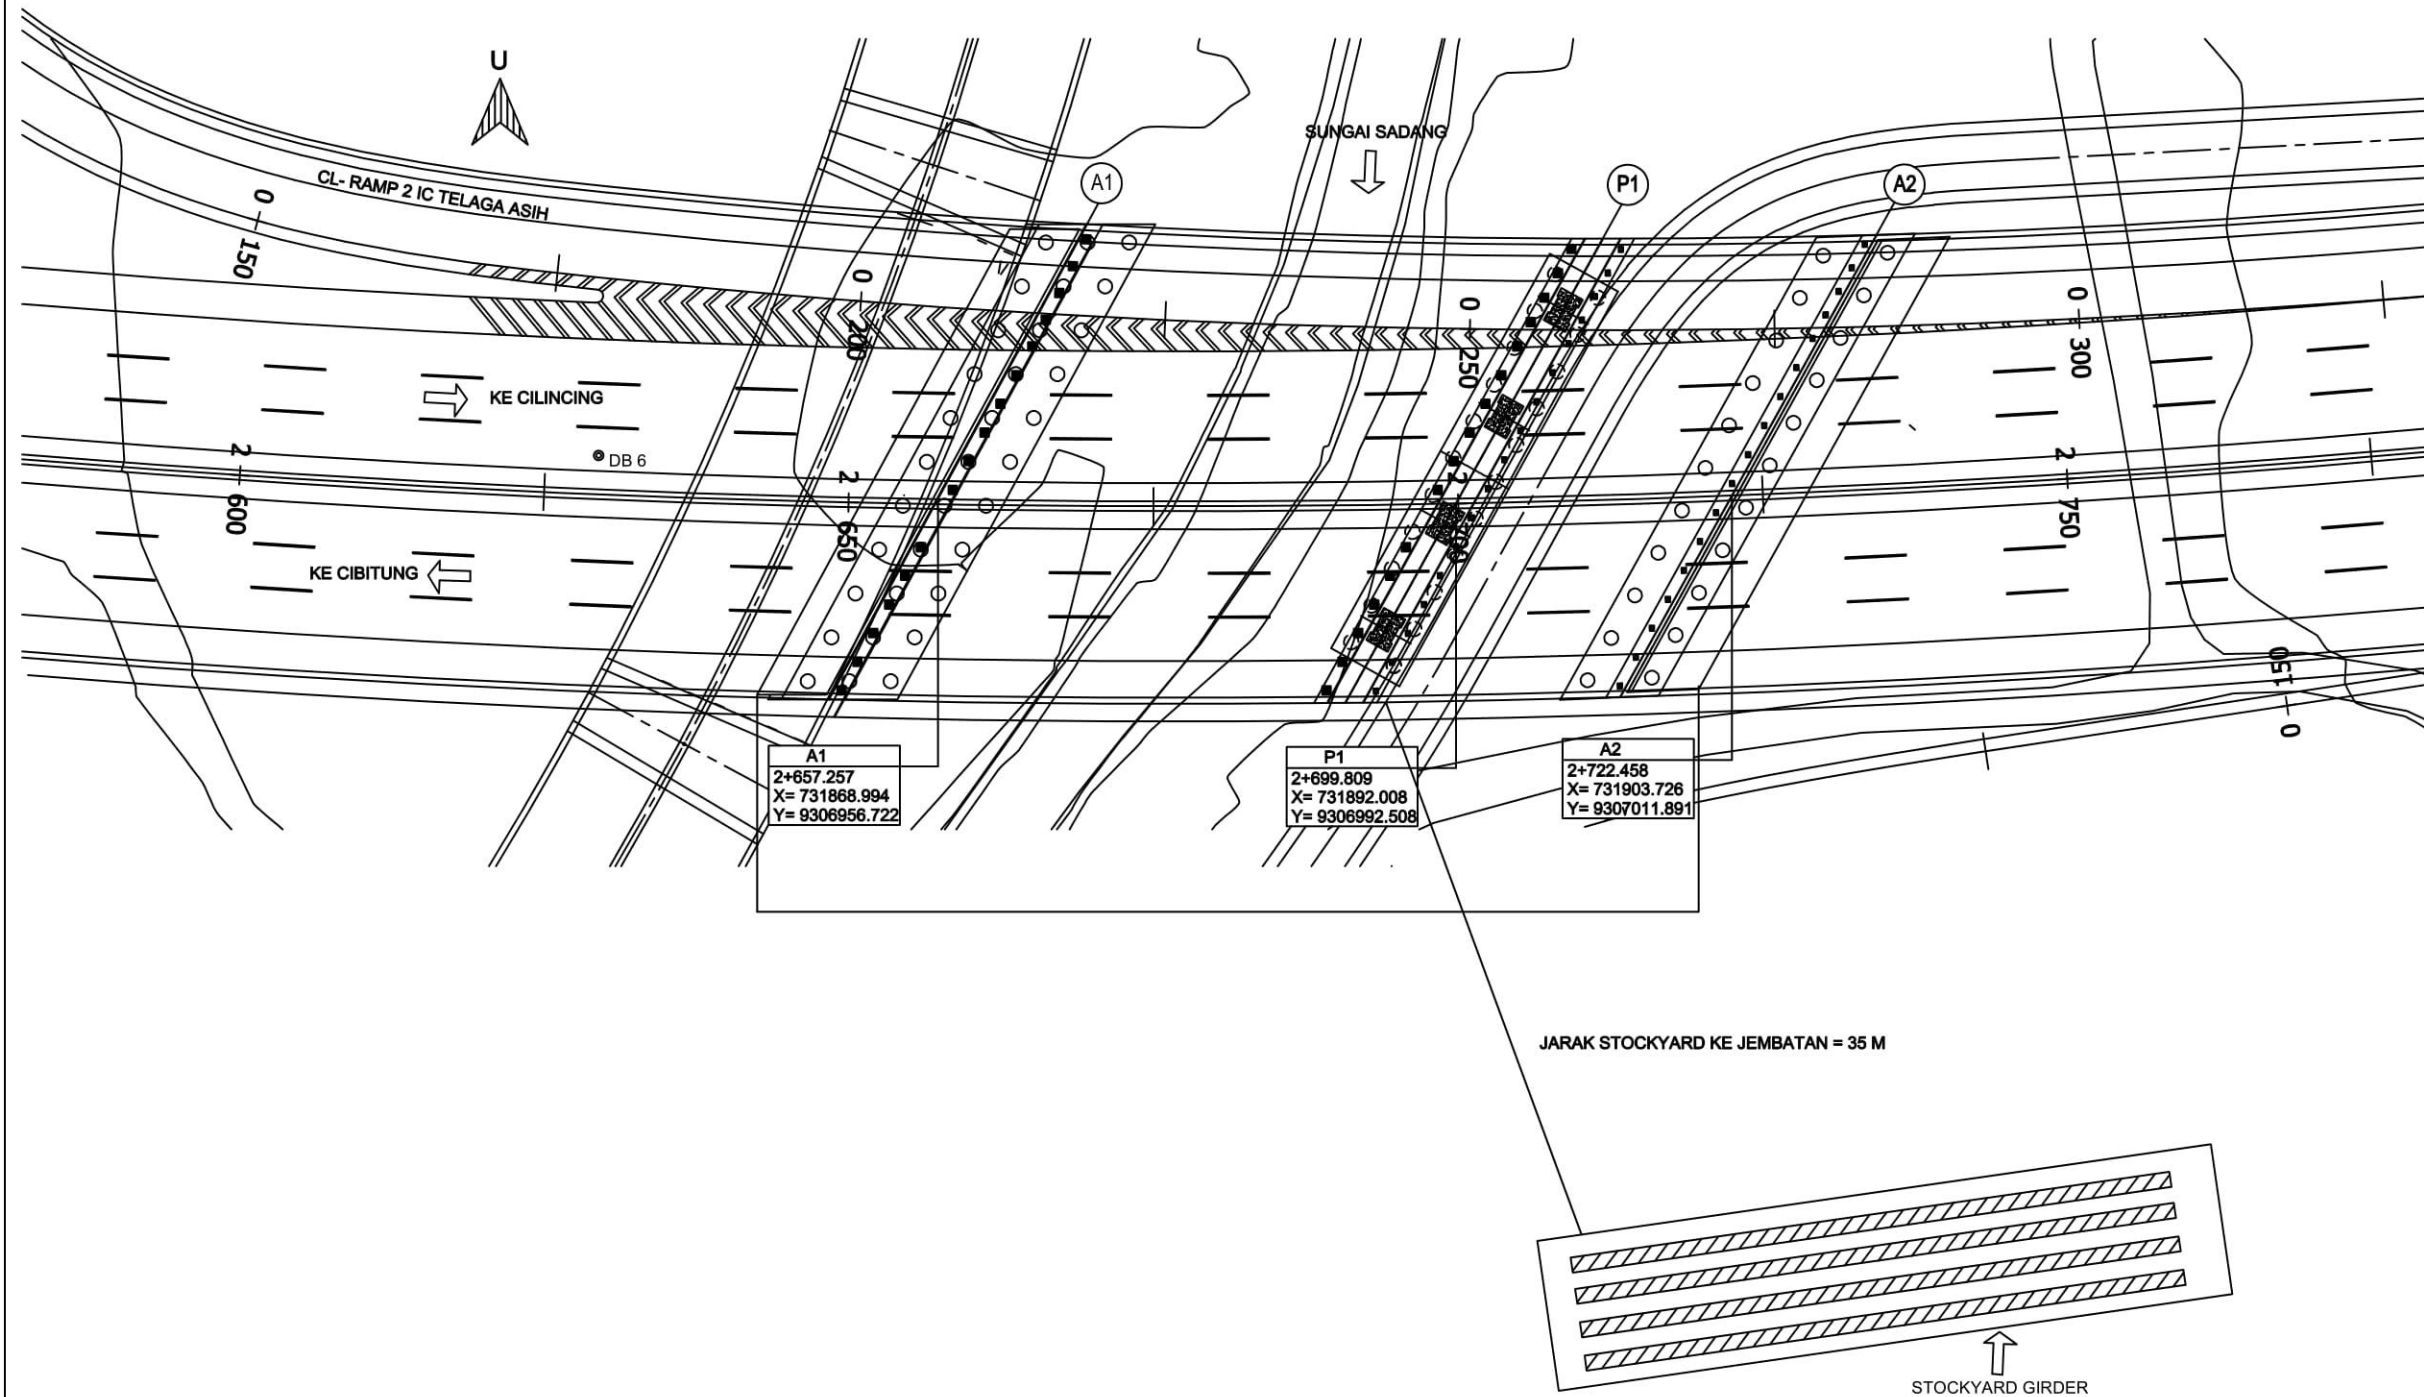 U
SUNGAI SADANG
A1
P1
A2
CL- RAMP 2 IC TELAGA ASIH
0
150
0
200
0
250
0
300
KE CILINCING
DB 6
2
600
2
650
2
700
2
750
KE CIBITUNG
0
150
A1
2+657.257
X= 731868.994
Y= 9306956.722
P1
2+699.809
X= 731892.008
Y= 9306992.508
A2
2+722.458
X= 731903.726
Y= 9307011.891
JARAK STOCKYARD KE JEMBATAN = 35 M
STOCKYARD GIRDER